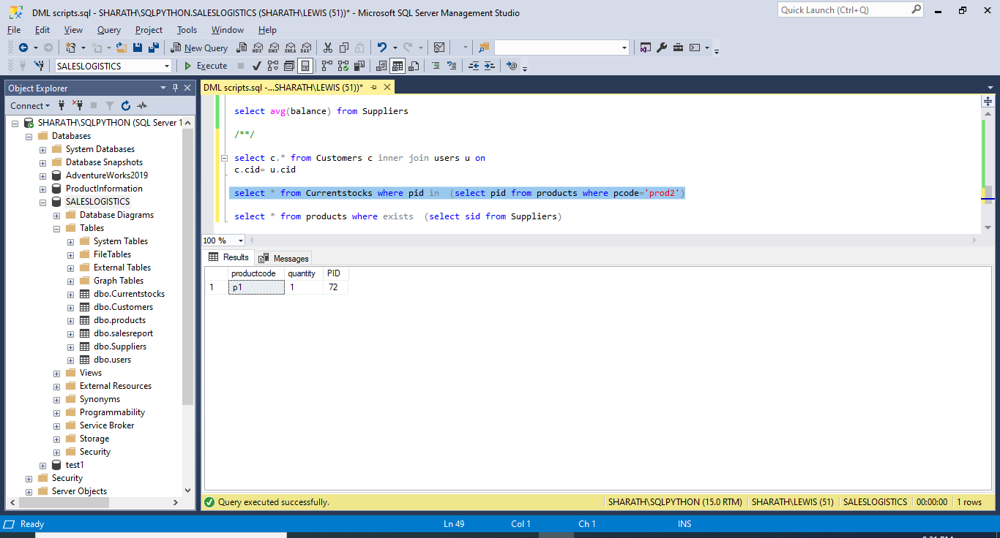 DML scripts.sql - SHARATH\SQLPYTHON.SALESLOGISTICS (SHARATH\LEWIS (51))* - Microsoft SQL Server Management Studio
Quick Launch (Ctrl+Q)
File Edit View Query Project Tools Window Help
New Query MDX DMX XMLA DAX
SALESLOGISTICS Execute
Object Explorer
Connect
SHARATH\SQLPYTHON (SQL Server 1
Databases
System Databases
Database Snapshots
AdventureWorks2019
ProductInformation
SALESLOGISTICS
Database Diagrams
Tables
System Tables
FileTables
External Tables
Graph Tables
dbo.Currentstocks
dbo.Customers
dbo.products
dbo.salesreport
dbo.Suppliers
dbo.users
Views
External Resources
Synonyms
Programmability
Service Broker
Storage
Security
test1
Security
Server Objects
DML scripts.sql -...SHARATH\LEWIS (51))*
select avg(balance) from Suppliers
/**/
select c.* from Customers c inner join users u on
c.cid= u.cid
select * from Currentstocks where pid in  (select pid from products where pcode='prod2')
select * from products where exists  (select sid from Suppliers)
100 %
Results Messages
productcode quantity PID
1 p1 1 72
Query executed successfully. SHARATH\SQLPYTHON (15.0 RTM) SHARATH\LEWIS (51) SALESLOGISTICS 00:00:00 1 rows
Ready Ln 49 Col 1 Ch 1 INS